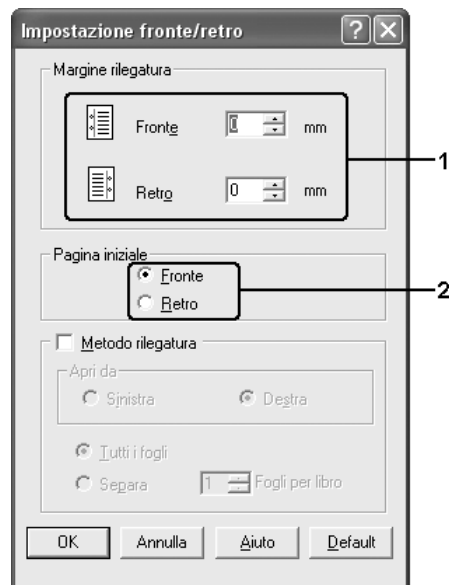 Impostazione fronte/retro
Margine rilegatura
Fronte 0 mm
1
Retro 0 mm
Pagina iniziale
Fronte
2
Retro
Metodo rilegatura
Apri da
Sinistra Destra
Tutti i fogli
Separa 1 Fogli per libro
OK Annulla Aiuto Default